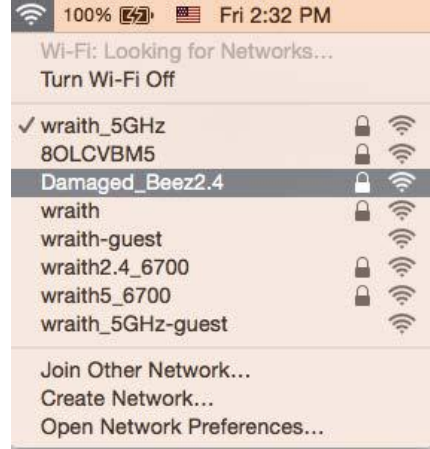 100% Fri 2:32 PM
Wi-Fi: Looking for Networks...
Turn Wi-Fi Off
✓ wraith_5GHz
8OLCVBM5
Damaged_Beez2.4
wraith
wraith-guest
wraith2.4_6700
wraith5_6700
wraith_5GHz-guest
Join Other Network...
Create Network...
Open Network Preferences...